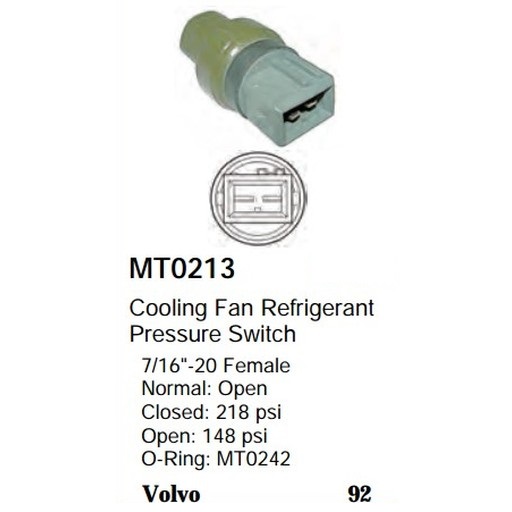 MT0213
Cooling Fan Refrigerant
Pressure Switch
7/16"-20 Female
Normal: Open
Closed: 218 psi
Open: 148 psi
O-Ring: MT0242
Volvo 92